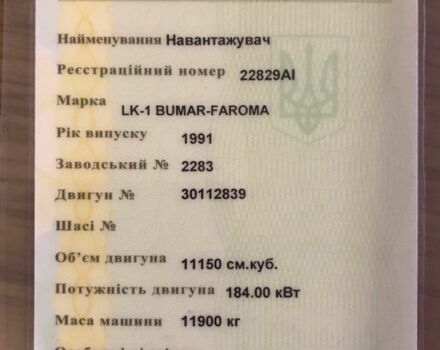 Найменування Навантажувач
Реєстраційний номер 22829АІ
Марка LK-1 BUMAR-FAROMA
Рік випуску 1991
Заводський № 2283
Двигун № 30112839
Шасі №
Об’єм двигуна 11150 см.куб.
Потужність двигуна 184.00 кВт
Маса машини 11900 кг